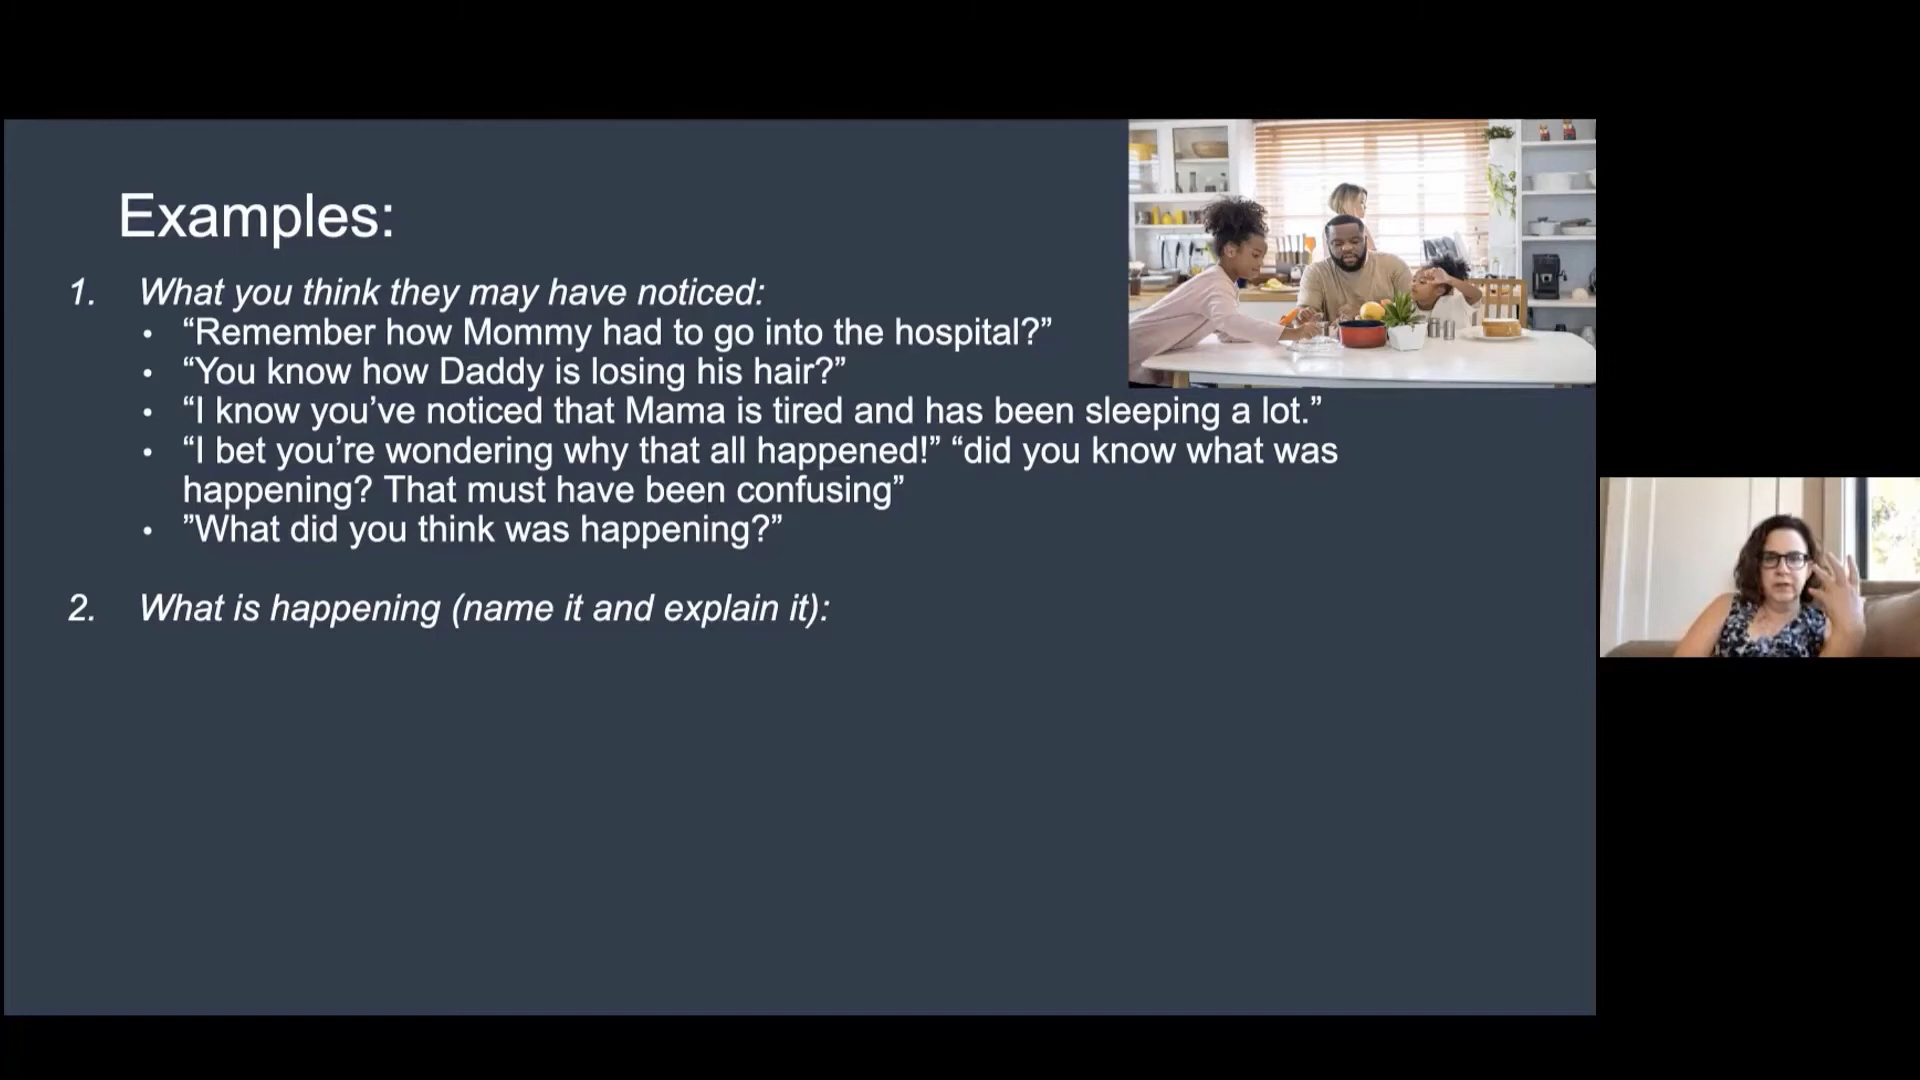 Examples:
1. What you think they may have noticed:
• “Remember how Mommy had to go into the hospital?”
• “You know how Daddy is losing his hair?”
• “I know you’ve noticed that Mama is tired and has been sleeping a lot.”
• “I bet you’re wondering why that all happened!” “did you know what was
happening? That must have been confusing”
• ”What did you think was happening?”
2. What is happening (name it and explain it):